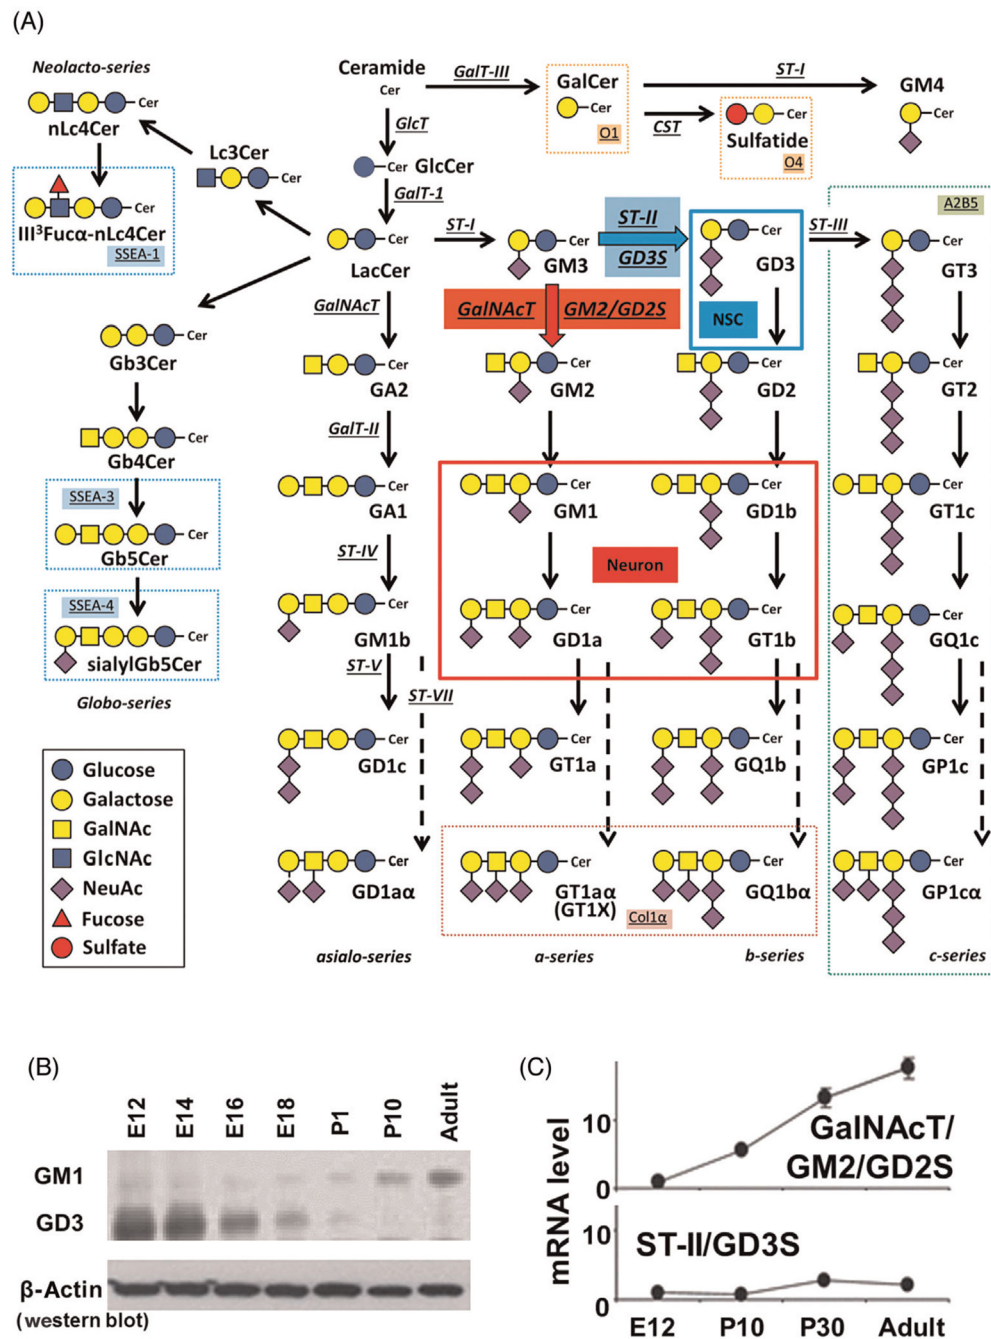 (A)
Neolacto-series
Cer
nLc4Cer
Lc3Cer
Cer
Cer
III³Fucα-nLc4Cer
SSEA-1
Ceramide
Cer
GalT-III
GalCer
Cer
O1
ST-I
GM4
Cer
CST
Cer
Sulfatide
O4
GlcT
Cer GlcCer
GalT-1
Cer
LacCer
ST-I
Cer
GM3
ST-II
GD3S
Cer
GD3
NSC
ST-III
A2B5
Cer
GT3
GalNAcT
GalNAcT GM2/GD2S
Cer
Gb3Cer
Cer
GA2
Cer
GM2
Cer
GD2
Cer
GT2
Cer
Gb4Cer
GalT-II
SSEA-3
Cer
Gb5Cer
Cer
GA1
Cer
GM1
Cer
GD1b
Cer
GT1c
ST-IV
Neuron
SSEA-4
Cer
sialylGb5Cer
Globo-series
Cer
GM1b
Cer
GD1a
Cer
GT1b
Cer
GQ1c
ST-V
ST-VII
Cer
GD1c
Cer
GT1a
Cer
GQ1b
Cer
GP1c
Cer
GD1aα
Cer
GT1aα
(GT1X)
Col1α
Cer
GQ1bα
Cer
GP1cα
asialo-series
a-series
b-series
c-series
Glucose
Galactose
GalNAc
GlcNAc
NeuAc
Fucose
Sulfate
(B)
E12 E14 E16 E18 P1 P10 Adult
GM1
GD3
β-Actin
(western blot)
(C)
mRNA level
10
0
GalNAcT/
GM2/GD2S
10
0
ST-II/GD3S
E12 P10 P30 Adult